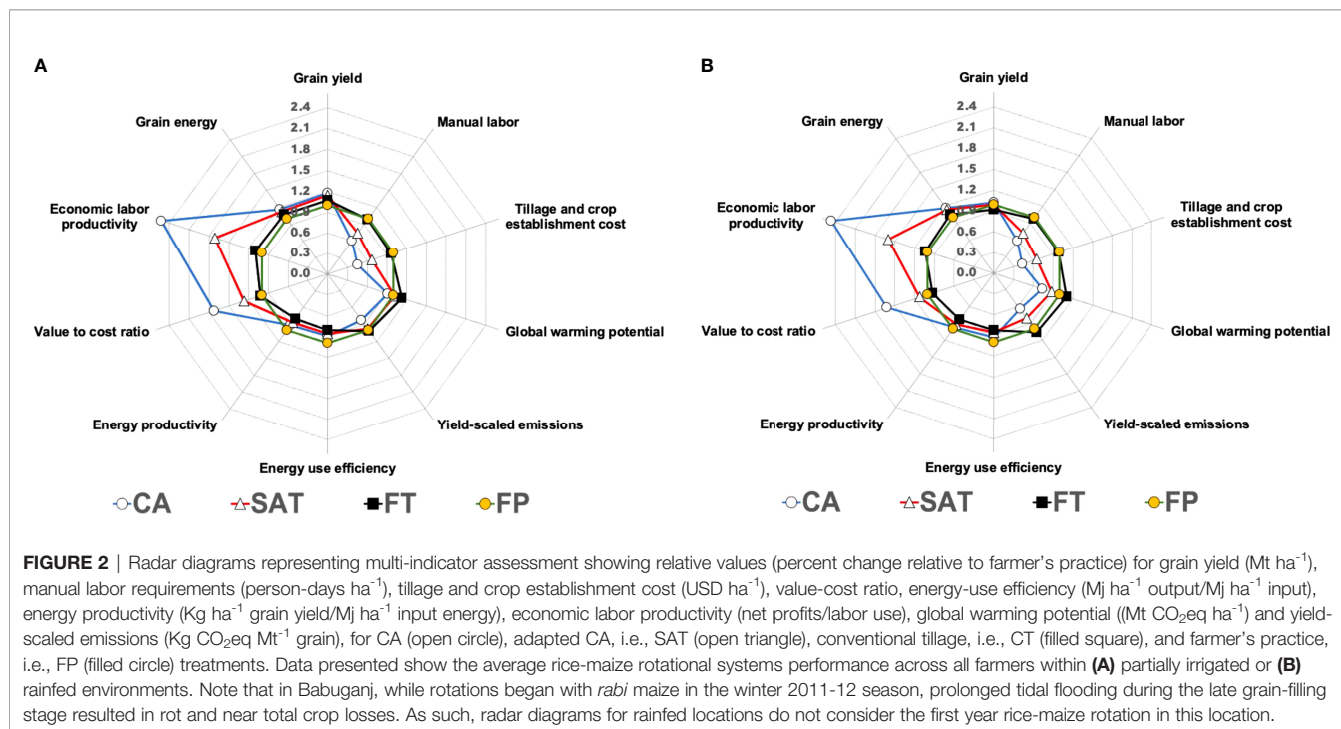 A
Grain yield
Manual labor
Tillage and crop
establishment cost
Global warming potential
Yield-scaled emissions
Energy use efficiency
Energy productivity
Value to cost ratio
Economic labor
productivity
Grain energy
2.4
2.1
1.8
1.5
1.2
0.9
0.6
0.3
0.0
CA
SAT
FT
FP
B
Grain yield
Manual labor
Tillage and crop
establishment cost
Global warming potential
Yield-scaled emissions
Energy use efficiency
Energy productivity
Value to cost ratio
Economic labor
productivity
Grain energy
2.4
2.1
1.8
1.5
1.2
0.6
0.3
0.0
CA
SAT
FT
FP
FIGURE 2 | Radar diagrams representing multi-indicator assessment showing relative values (percent change relative to farmer's practice) for grain yield (Mt ha⁻¹),
manual labor requirements (person-days ha⁻¹), tillage and crop establishment cost (USD ha⁻¹), value-cost ratio, energy-use efficiency (Mj ha⁻¹ output/Mj ha⁻¹ input),
energy productivity (Kg ha⁻¹ grain yield/Mj ha⁻¹ input energy), economic labor productivity (net profits/labor use), global warming potential ((Mt CO₂eq ha⁻¹) and yield-
scaled emissions (Kg CO₂eq Mt⁻¹ grain), for CA (open circle), adapted CA, i.e., SAT (open triangle), conventional tillage, i.e., CT (filled square), and farmer's practice,
i.e., FP (filled circle) treatments. Data presented show the average rice-maize rotational systems performance across all farmers within (A) partially irrigated or (B)
rainfed environments. Note that in Babuganj, while rotations began with rabi maize in the winter 2011-12 season, prolonged tidal flooding during the late grain-filling
stage resulted in rot and near total crop losses. As such, radar diagrams for rainfed locations do not consider the first year rice-maize rotation in this location.